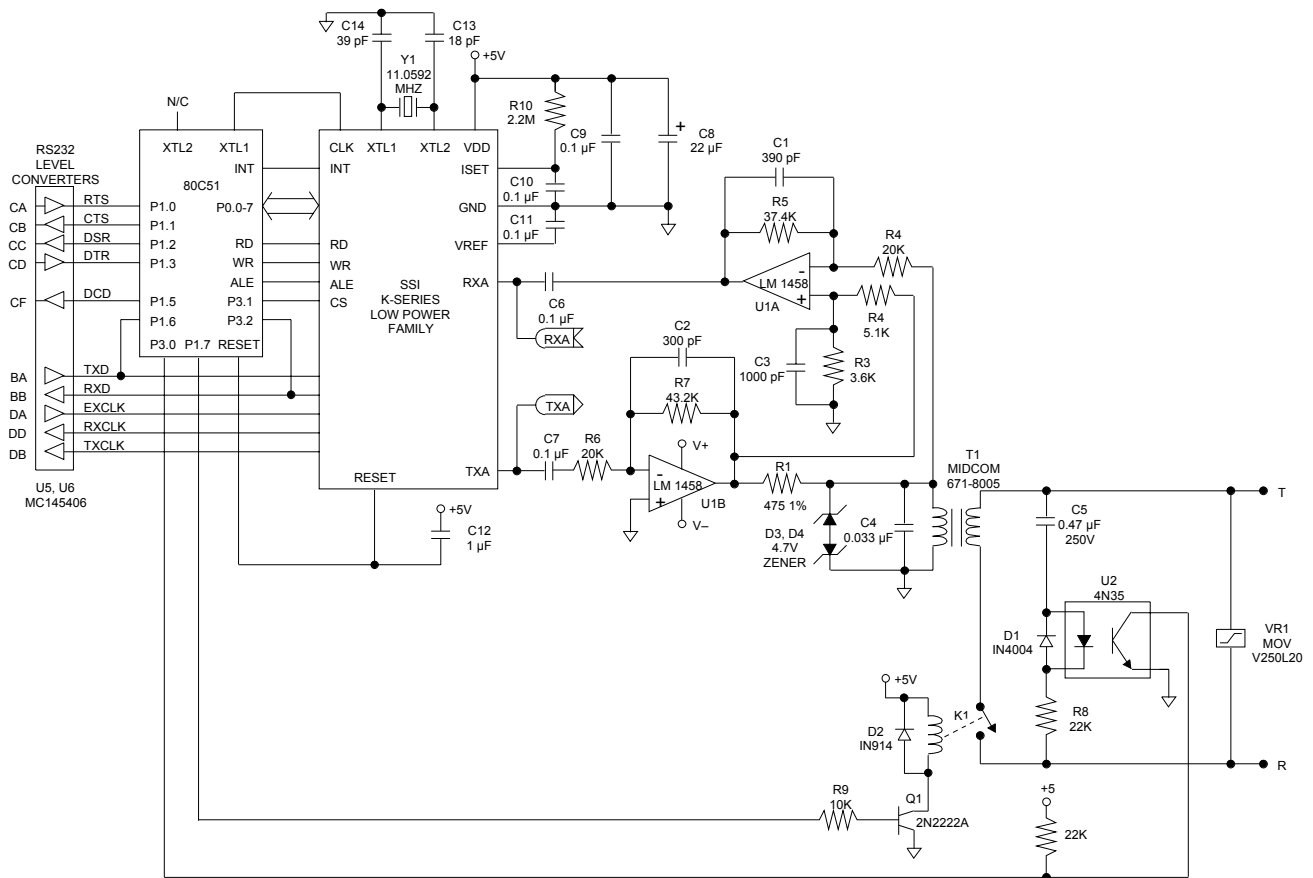 C14
39 pF
C13
18 pF
+5V
Y1
11.0592
MHZ
N/C
R10
2.2M
C9
0.1 µF
+
C8
22 µF
C1
390 pF
RS232
LEVEL
CONVERTERS
XTL2
XTL1
CLK
XTL1
XTL2
VDD
INT
INT
ISET
80C51
C10
0.1 µF
R5
37.4K
CA
RTS
P1.0
P0.0-7
GND
CB
CTS
P1.1
C11
0.1 µF
R4
20K
CC
DSR
P1.2
RD
RD
VREF
CD
DTR
P1.3
WR
WR
ALE
ALE
SSI
K-SERIES
LOW POWER
FAMILY
RXA
-
LM 1458
+
U1A
CF
DCD
P1.5
P3.1
CS
R4
5.1K
P1.6
P3.2
C6
0.1 µF
RXA
C2
300 pF
P3.0
P1.7
RESET
C3
1000 pF
R3
3.6K
BA
TXD
R7
43.2K
BB
RXD
TXA
DA
EXCLK
DD
RXCLK
DB
TXCLK
C7
0.1 µF
R6
20K
V+
T1
MIDCOM
671-8005
RESET
TXA
-
LM 1458
+
U1B
R1
475 1%
U5, U6
MC145406
V–
T
+5V
C12
1 µF
D3, D4
4.7V
ZENER
C4
0.033 µF
C5
0.47 µF
250V
U2
4N35
D1
IN4004
VR1
MOV
V250L20
+5V
D2
IN914
K1
R8
22K
R
R9
10K
Q1
2N2222A
+5
22K